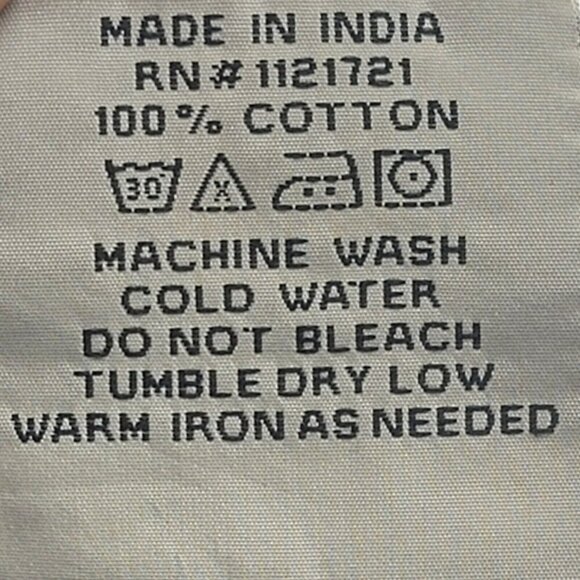 MADE IN INDIA
RN# 1121721
100% COTTON
30 X
MACHINE WASH
COLD WATER
DO NOT BLEACH
TUMBLE DRY LOW
WARM IRON AS NEEDED